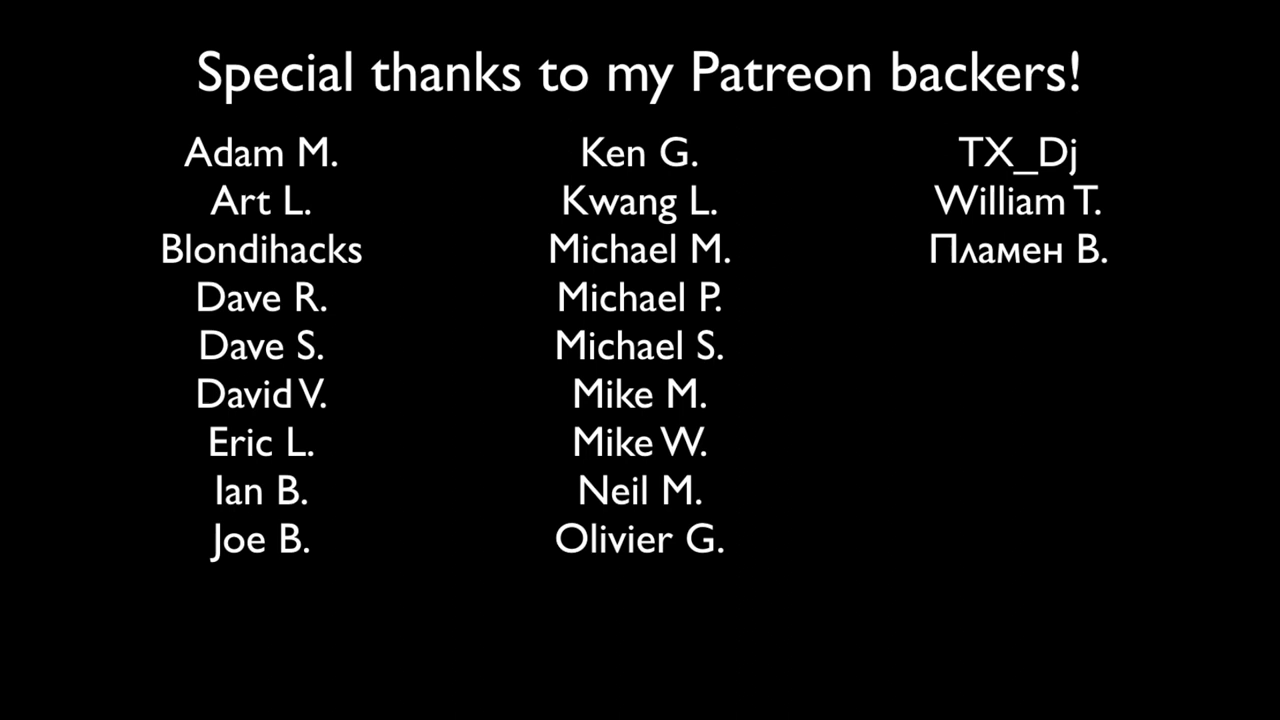 Special thanks to my Patreon backers!
Adam M.
Art L.
Blondihacks
Dave R.
Dave S.
David V.
Eric L.
Ian B.
Joe B.
Ken G.
Kwang L.
Michael M.
Michael P.
Michael S.
Mike M.
Mike W.
Neil M.
Olivier G.
TX_Dj
William T.
Пламен В.